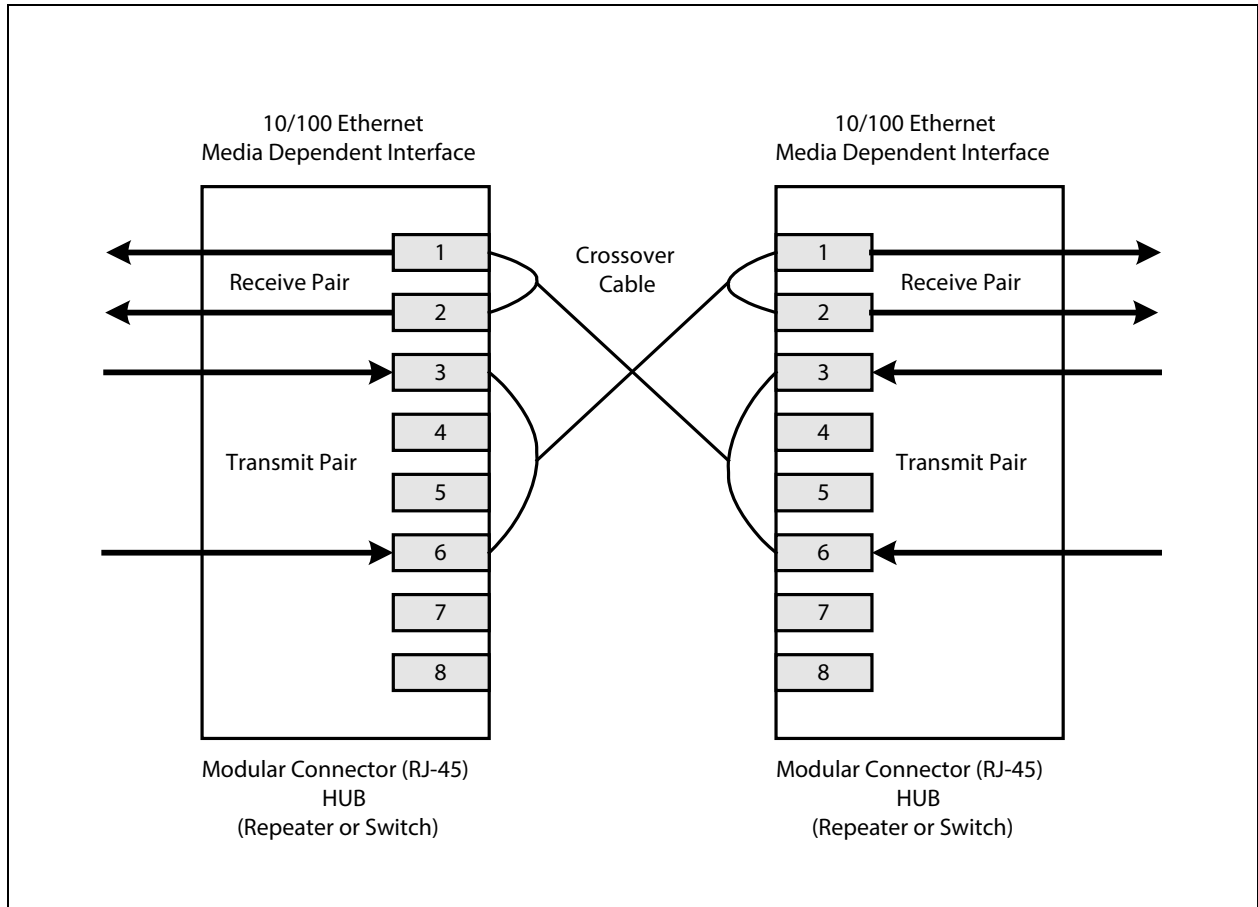 10/100 Ethernet
Media Dependent Interface
1
Receive Pair
2
3
4
Transmit Pair
5
6
7
8
Modular Connector (RJ-45)
HUB
(Repeater or Switch)
Crossover
Cable
10/100 Ethernet
Media Dependent Interface
1
Receive Pair
2
3
4
Transmit Pair
5
6
7
8
Modular Connector (RJ-45)
HUB
(Repeater or Switch)